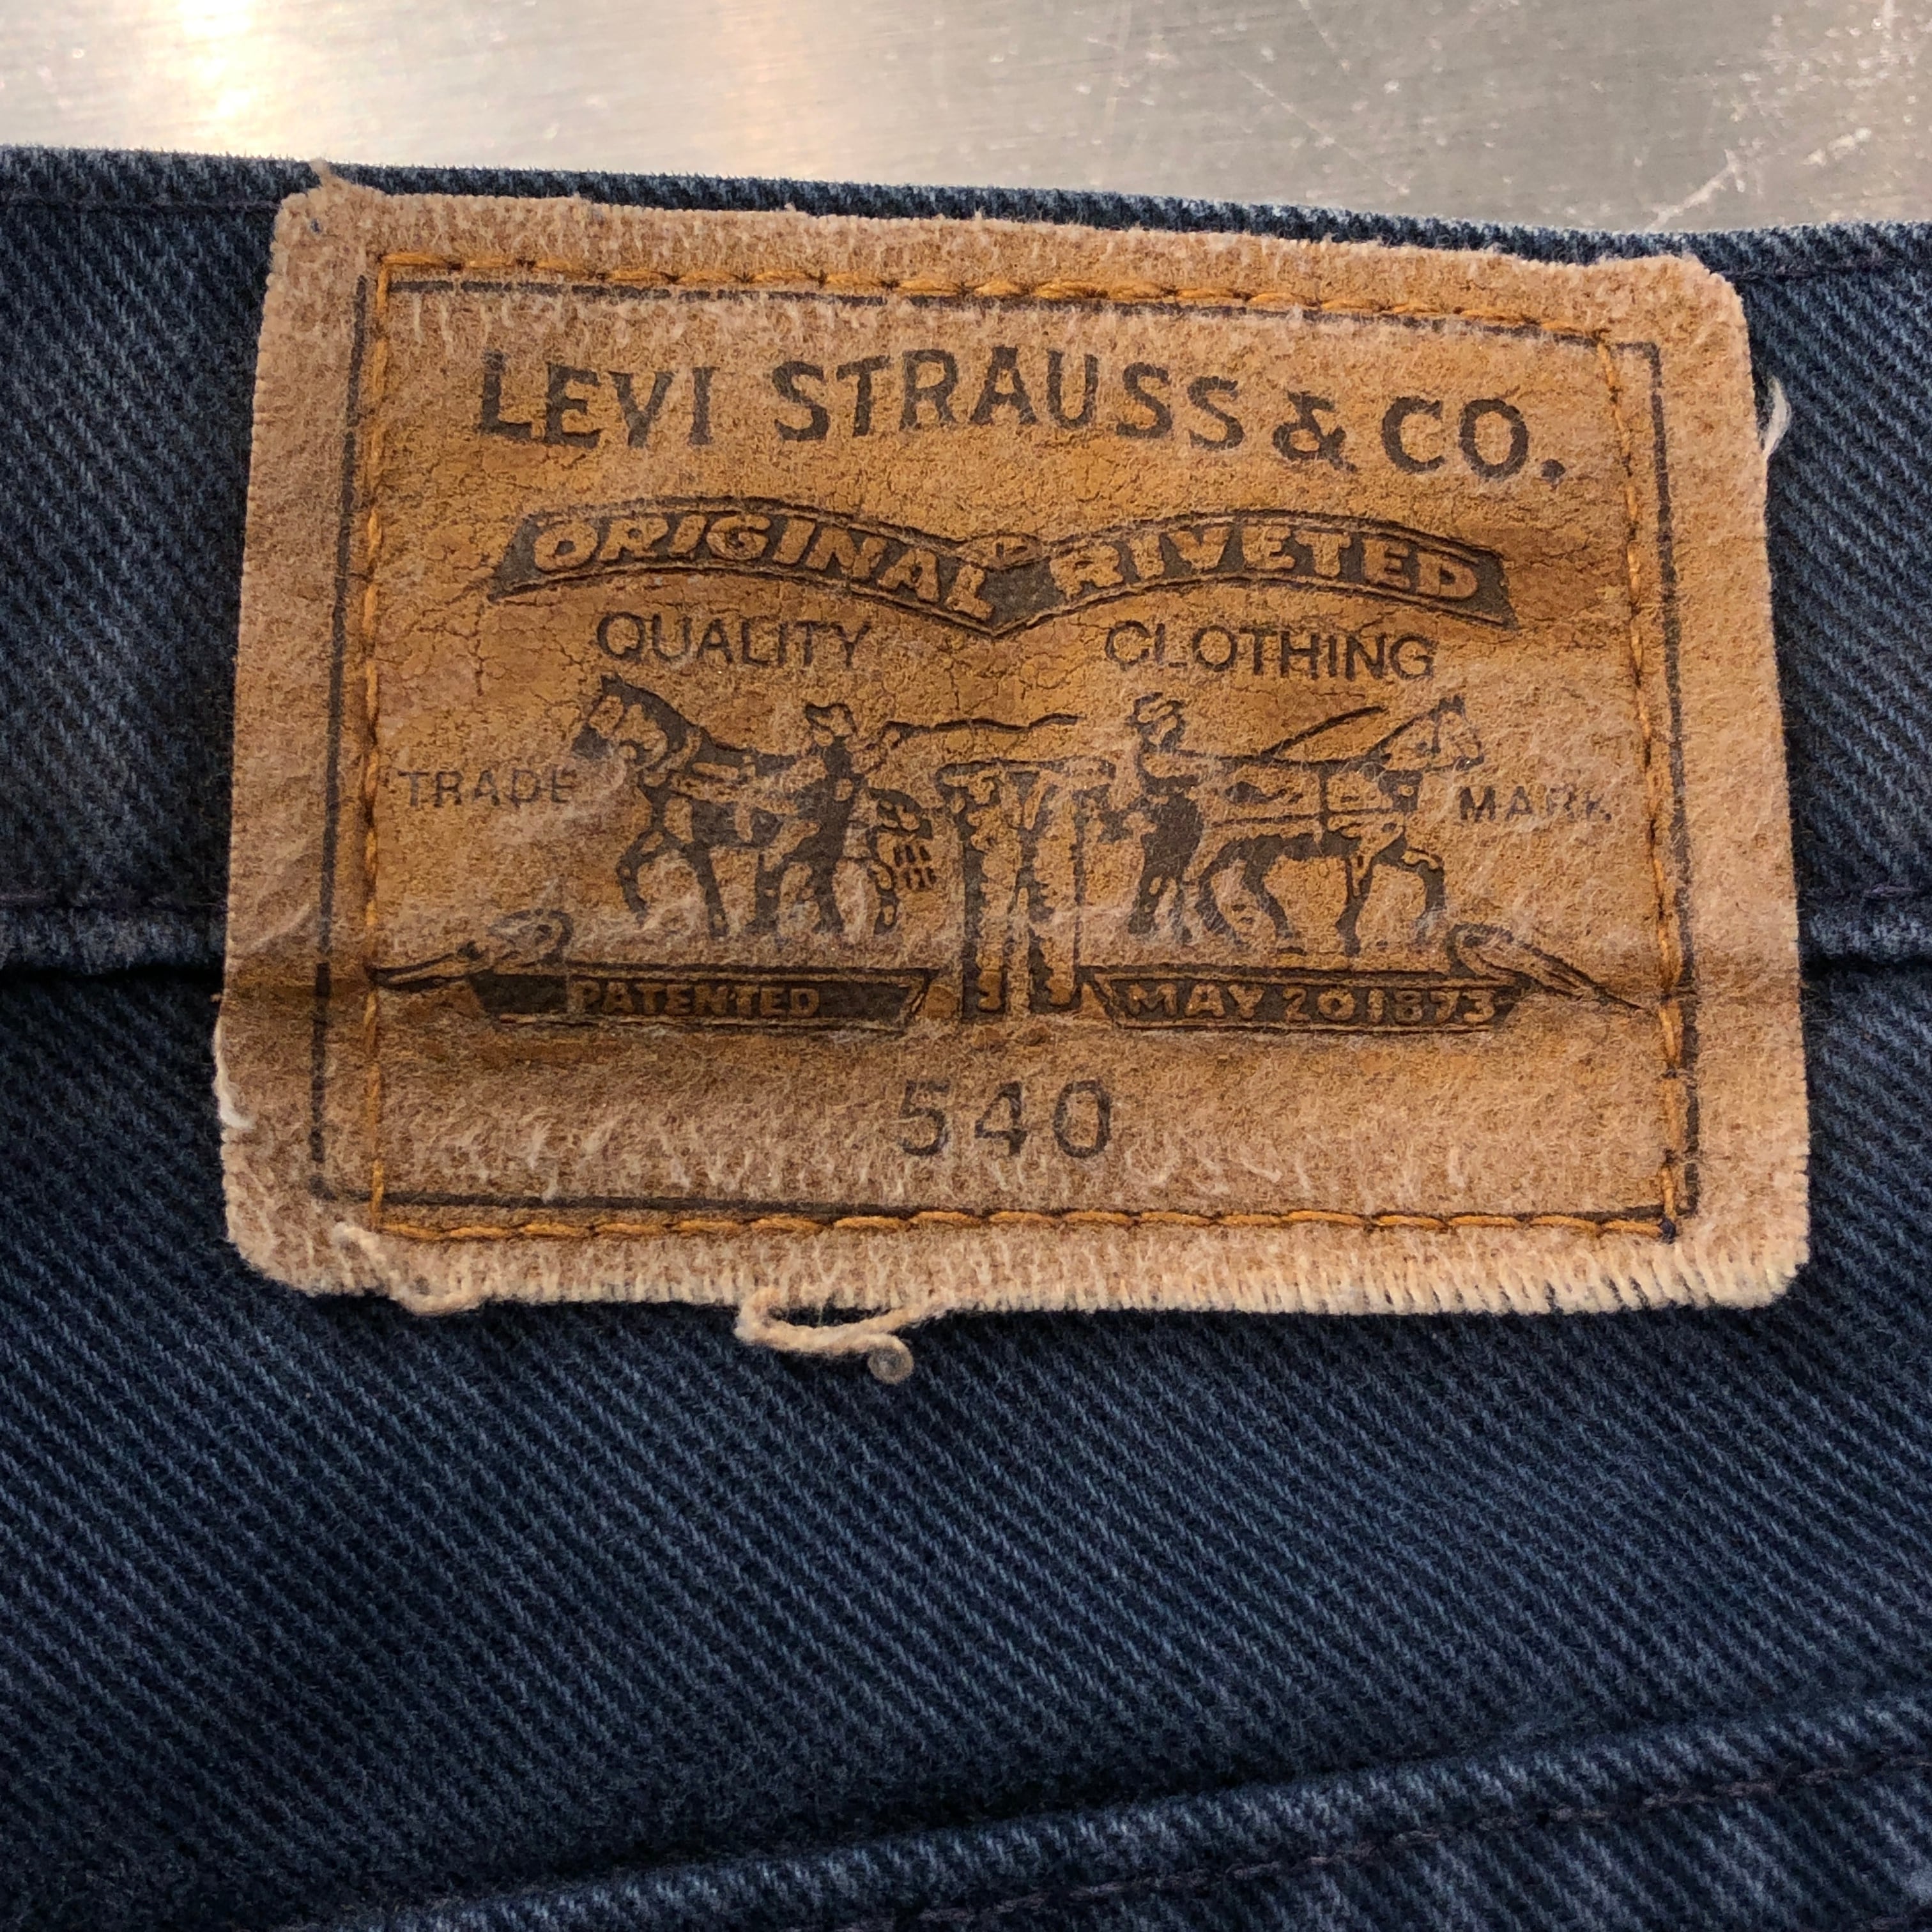 LEVI STRAUSS & CO.
ORIGINAL ® RIVETED
QUALITY CLOTHING
TRADE MARK
PATENTED MAY 20 1873
540